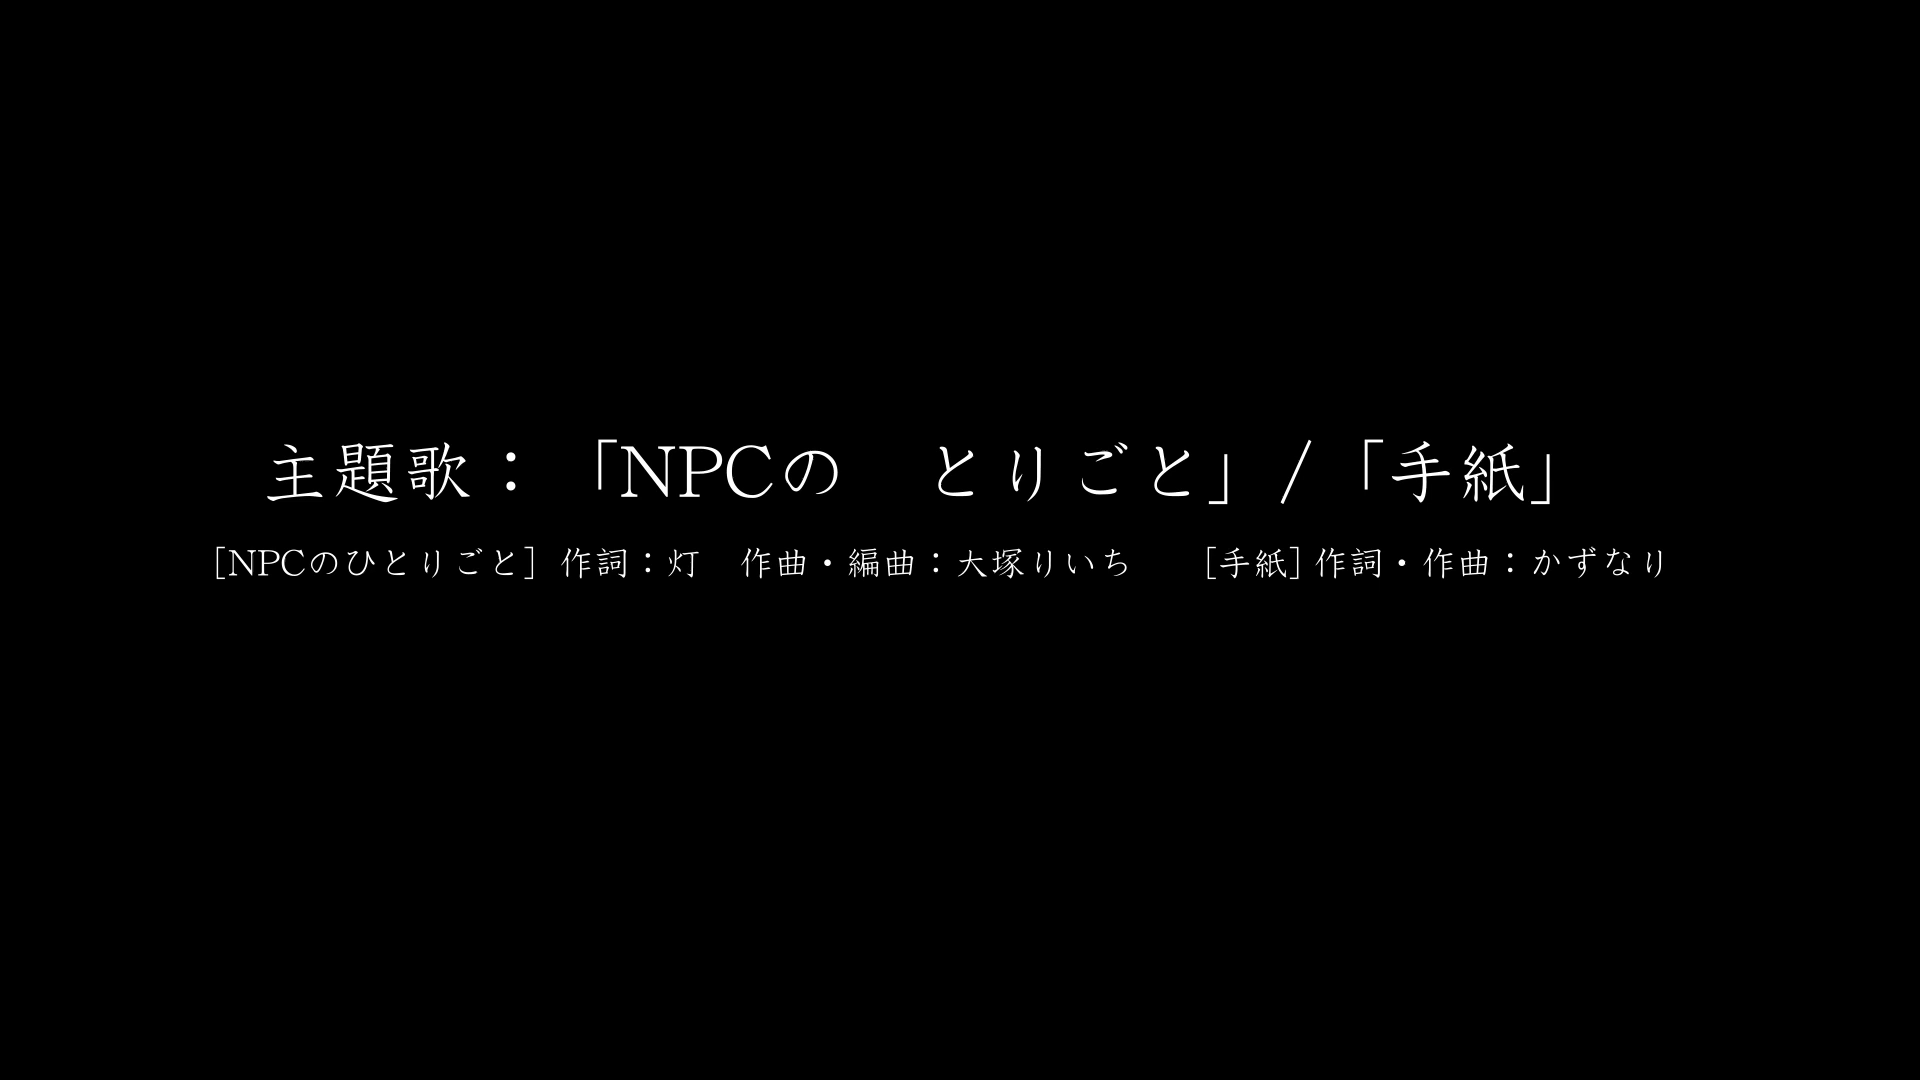 主題歌：「NPCの　とりごと」/「手紙」
［NPCのひとりごと］作詞：灯　作曲・編曲：大塚りいち　　［手紙］作詞・作曲：かずなり